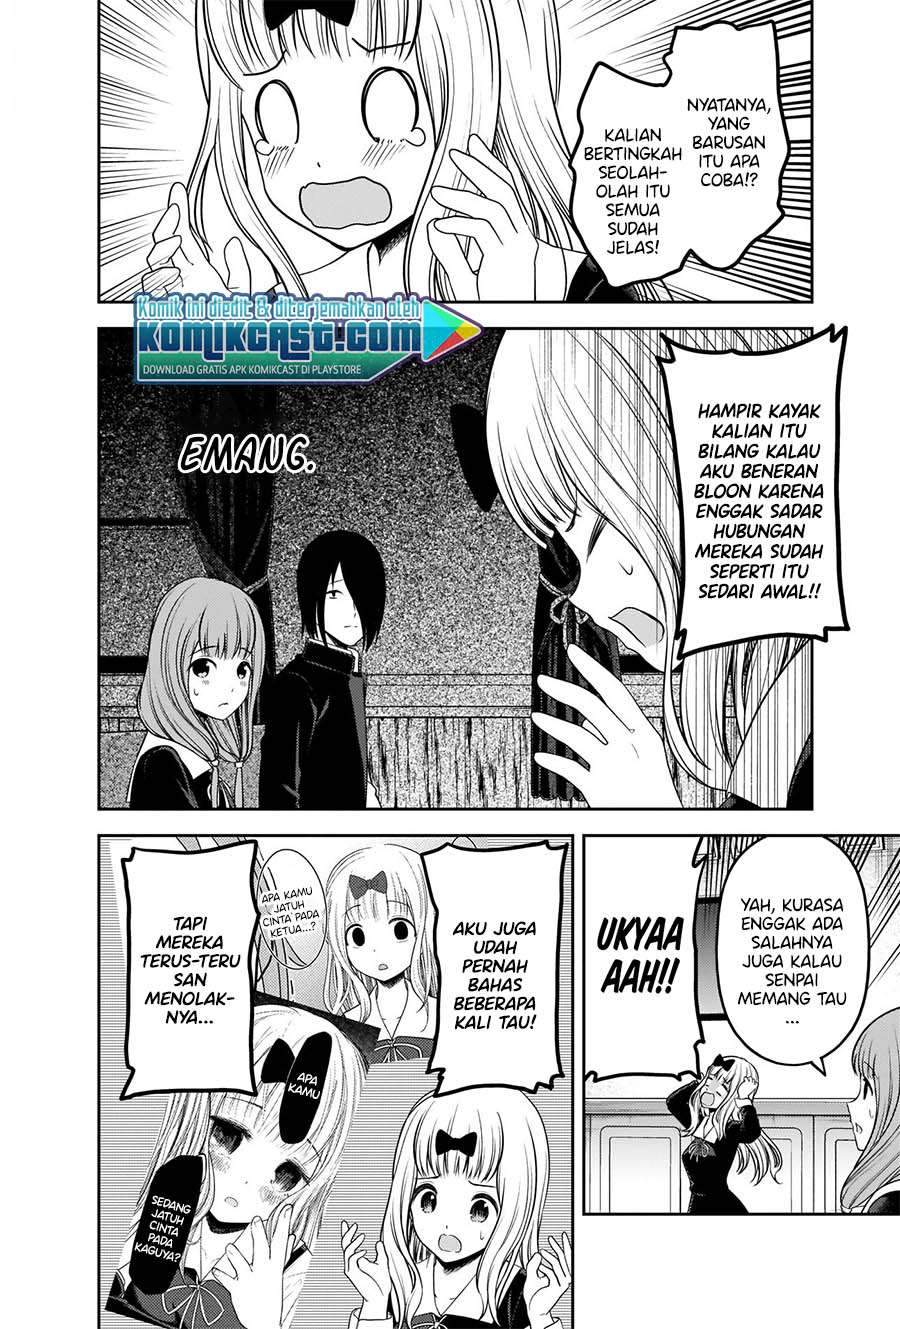 NYATANYA,
YANG
BARUSAN
ITU APA
COBA!?
KALIAN
BERTINGKAH
SEOLAH-
OLAH ITU
SEMUA
SUDAH
JELAS!
Komik ini diedit & diterjemahkan oleh
KOMIKCAST.COM
DOWNLOAD GRATIS APK KOMIKCAST DI PLAYSTORE
HAMPIR KAYAK
KALIAN ITU
BILANG KALAU
AKU BENERAN
BLOON KARENA
ENGGAK SADAR
HUBUNGAN
MEREKA SUDAH
SEPERTI ITU
SEDARI AWAL!!
EMANG.
YAH, KURASA
ENGGAK ADA
SALAHNYA
JUGA KALAU
SENPAI
MEMANG TAU
...
UKYAA
AAH!!
AKU JUGA
UDAH
PERNAH
BAHAS
BEBERAPA
KALI TAU!
APA KAMU
JATUH
CINTA PADA
KETUA...?
TAPI
MEREKA
TERUS-TERU
SAN
MENOLAK-
NYA...
APA
KAMU
SEDANG
JATUH
CINTA
PADA
KAGUYA?